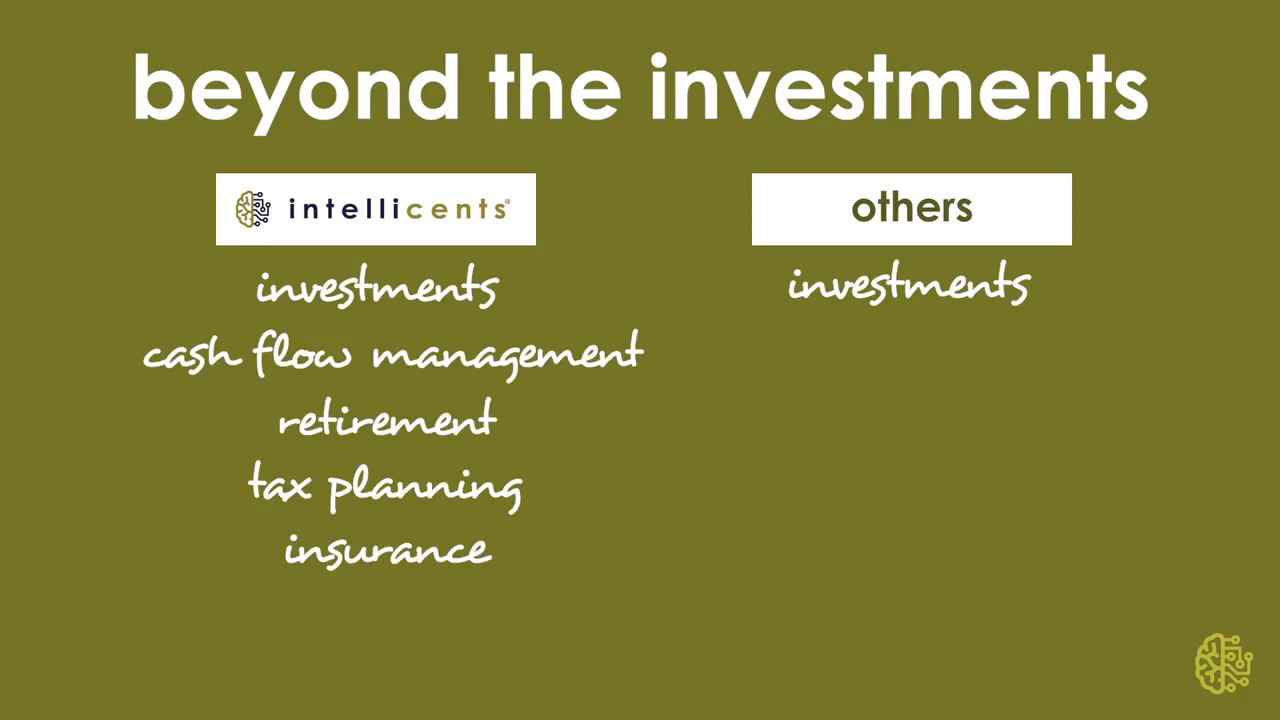 beyond the investments
intellicents®
investments
cash flow management
retirement
tax planning
insurance
others
investments